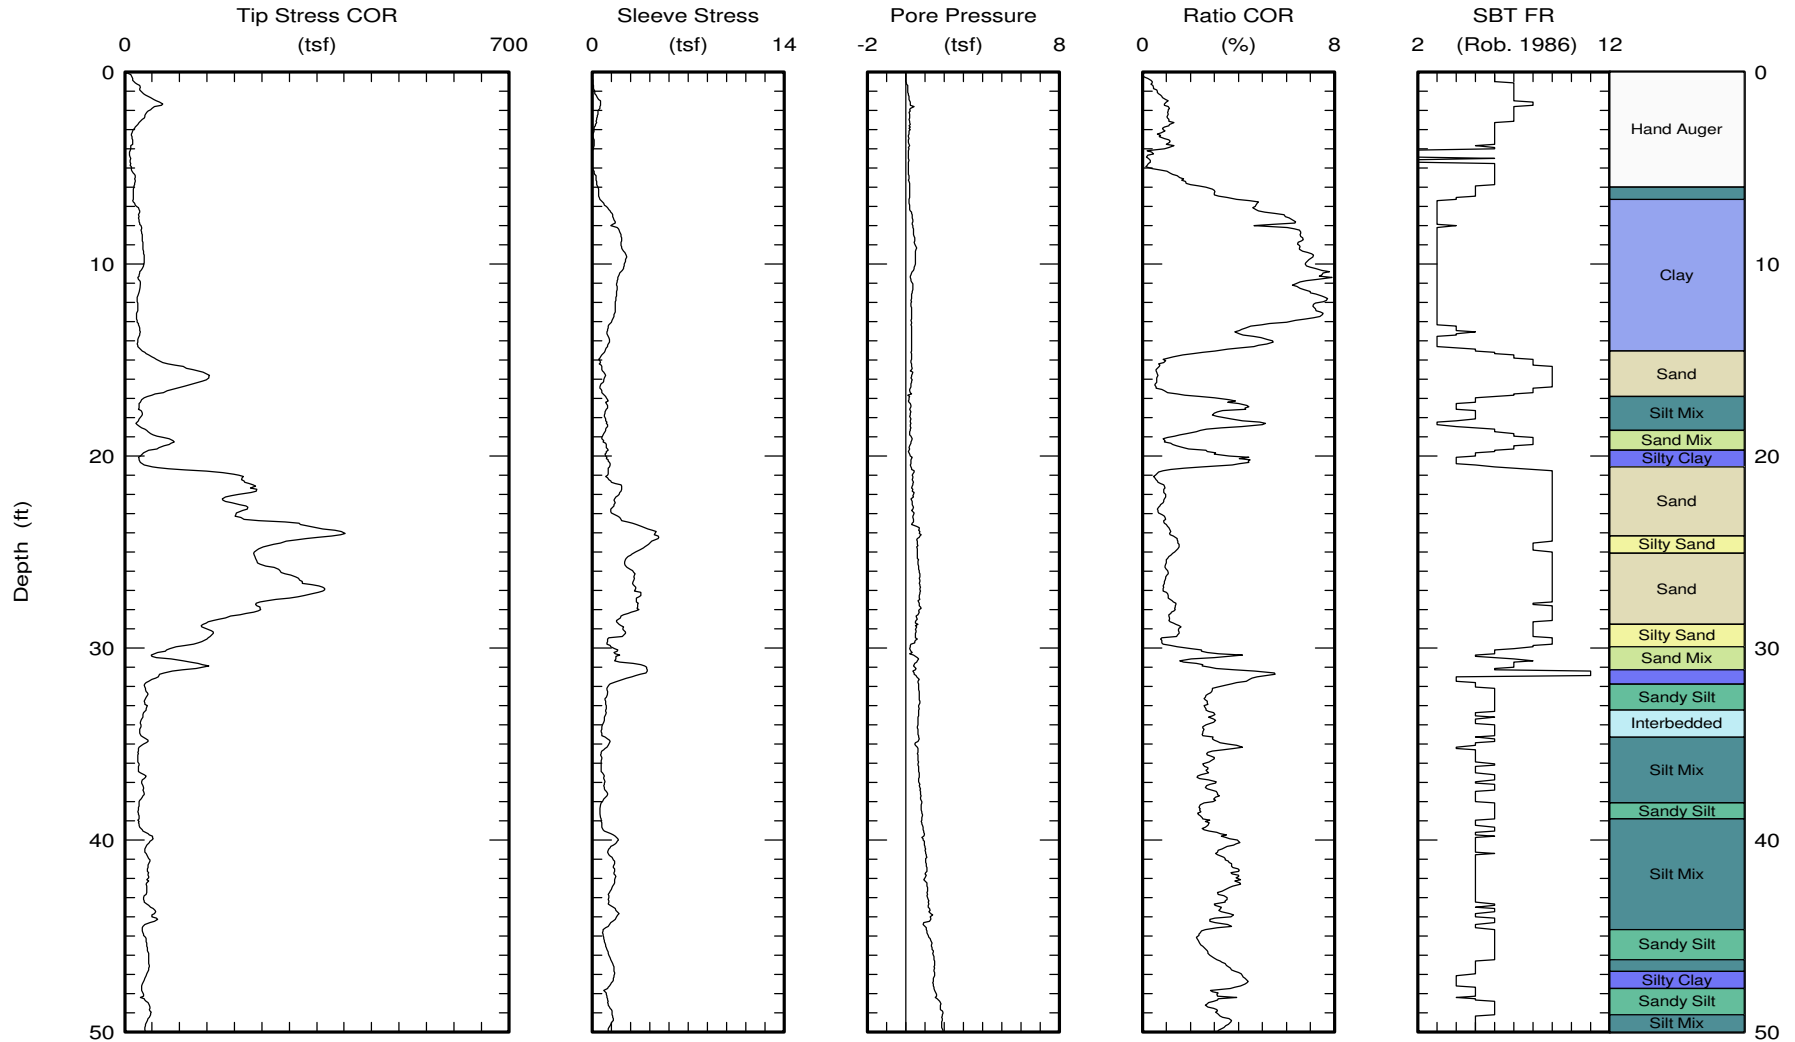 Tip Stress COR Sleeve Stress Pore Pressure Ratio COR SBT FR
0 (tsf) 700 0 (tsf) 14 -2 (tsf) 8 0 (%) 8 2 (Rob. 1986) 12
0 0
Hand Auger
10 Clay 10
Sand
Silt Mix
Sand Mix
20 Silty Clay 20
Sand
Silty Sand
Depth (ft)
Sand
Silty Sand
30 30
Sand Mix
Sandy Silt
Interbedded
Silt Mix
Sandy Silt
40 40
Silt Mix
Sandy Silt
Silty Clay
Sandy Silt
Silt Mix
50 50